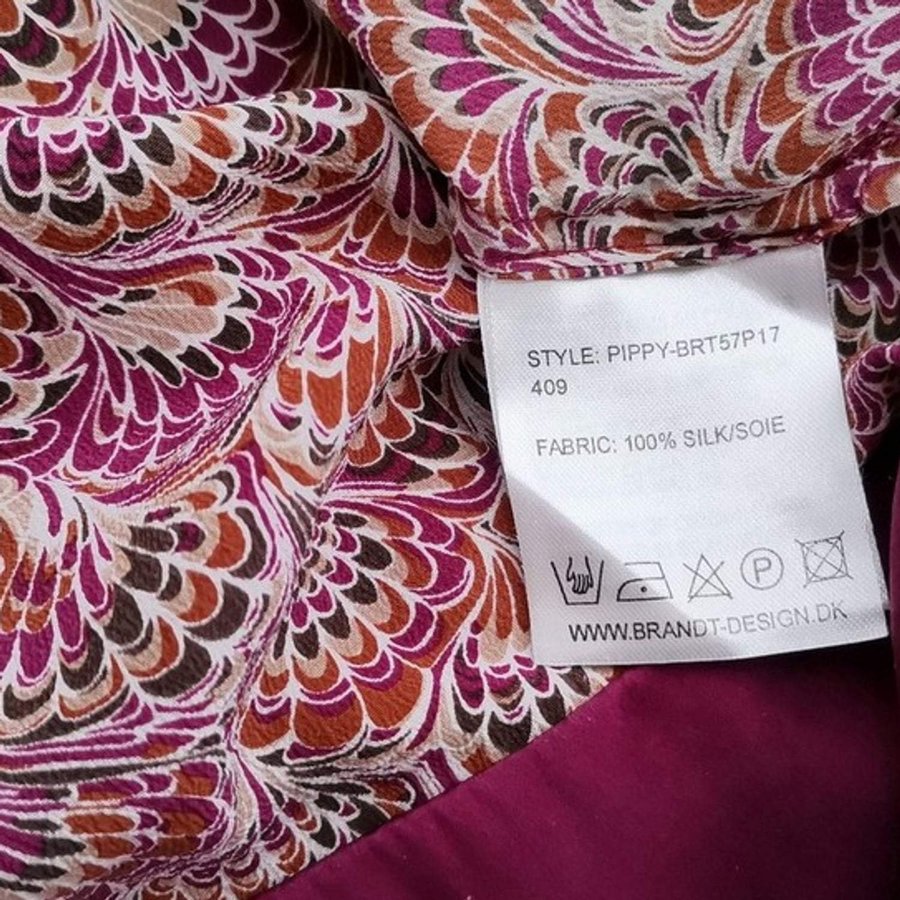 STYLE: PIPPY-BRT57P17
409
FABRIC: 100% SILK/SOIE
P
WWW.BRANDT-DESIGN.DK